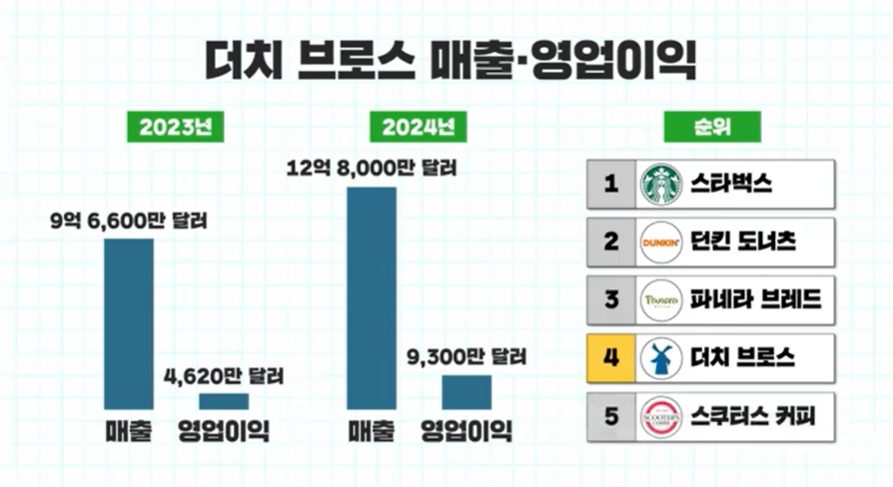 더치 브로스 매출·영업이익
2023년
9억 6,600만 달러
4,620만 달러
매출
영업이익
2024년
12억 8,000만 달러
9,300만 달러
매출
영업이익
순위
1 스타벅스
2 DUNKIN' 던킨 도너츠
3 Panera 파네라 브레드
4 더치 브로스
5 SCOOTER'S 스쿠터스 커피